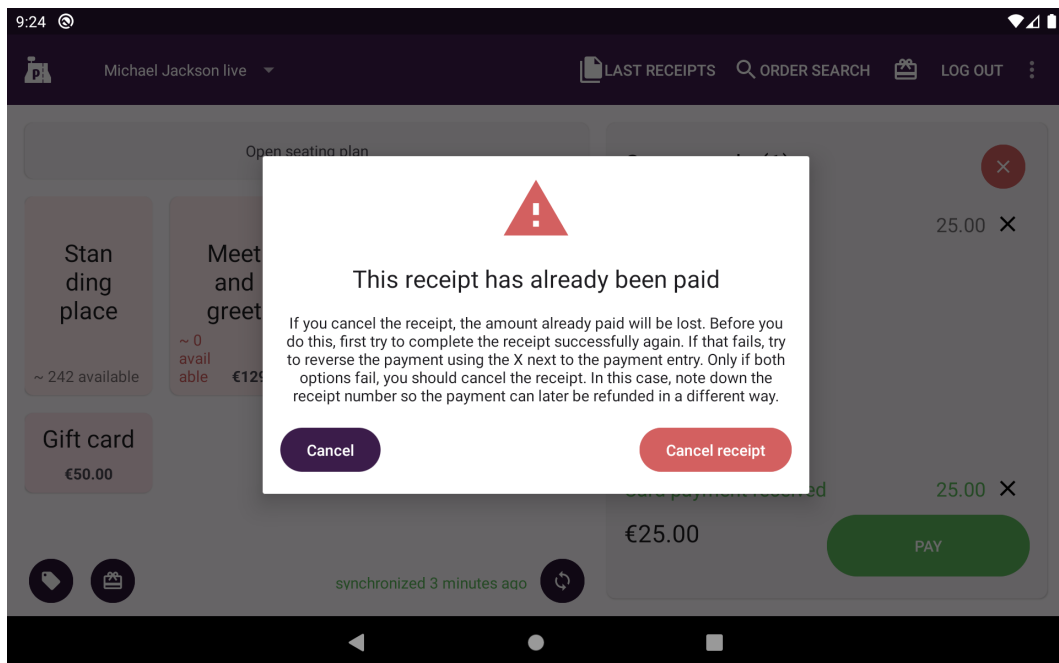 9:24
P
Michael Jackson live
LAST RECEIPTS
ORDER SEARCH
LOG OUT
Open seating plan
25.00
Stan
ding
place
~ 242 available
Meet
and
greet
~ 0
avail
able €129
Gift card
€50.00
This receipt has already been paid
If you cancel the receipt, the amount already paid will be lost. Before you
do this, first try to complete the receipt successfully again. If that fails, try
to reverse the payment using the X next to the payment entry. Only if both
options fail, you should cancel the receipt. In this case, note down the
receipt number so the payment can later be refunded in a different way.
Cancel
Cancel receipt
Card payment received 25.00
€25.00
PAY
synchronized 3 minutes ago